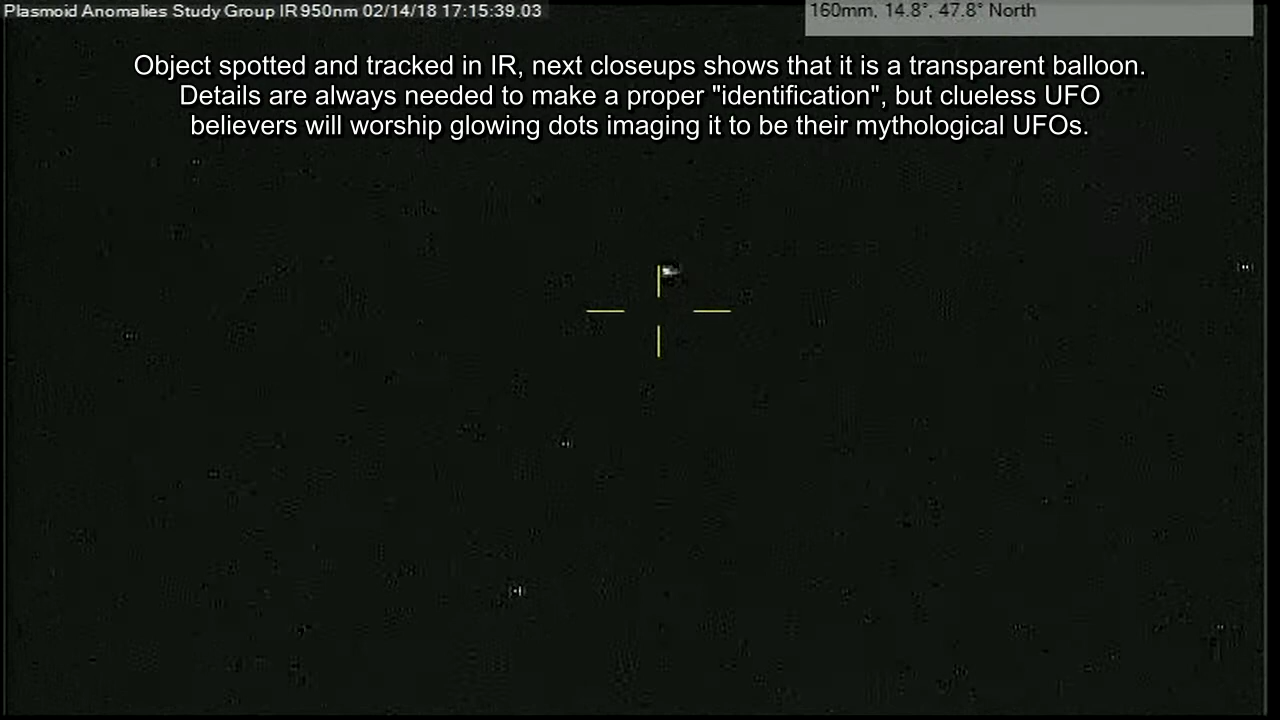 Plasmoid Anomalies Study Group IR 950nm 02/14/18 17:15:39.03
160mm, 14.8°, 47.8° North
Object spotted and tracked in IR, next closeups shows that it is a transparent balloon.
Details are always needed to make a proper "identification", but clueless UFO
believers will worship glowing dots imaging it to be their mythological UFOs.